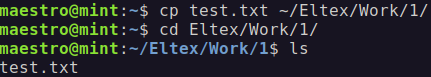 maestro@mint:~$ cp test.txt ~/Eltex/Work/1/
maestro@mint:~$ cd Eltex/Work/1/
maestro@mint:~/Eltex/Work/1$ ls
test.txt